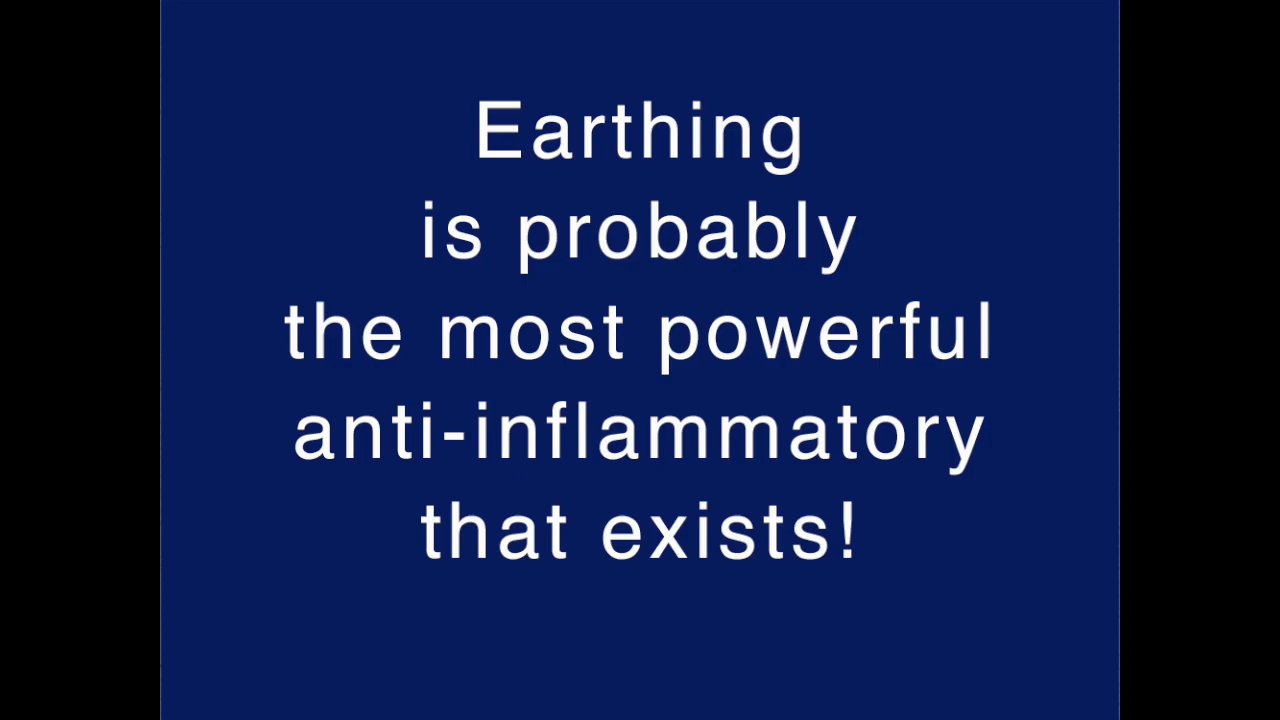 Earthing
is probably
the most powerful
anti-inflammatory
that exists!